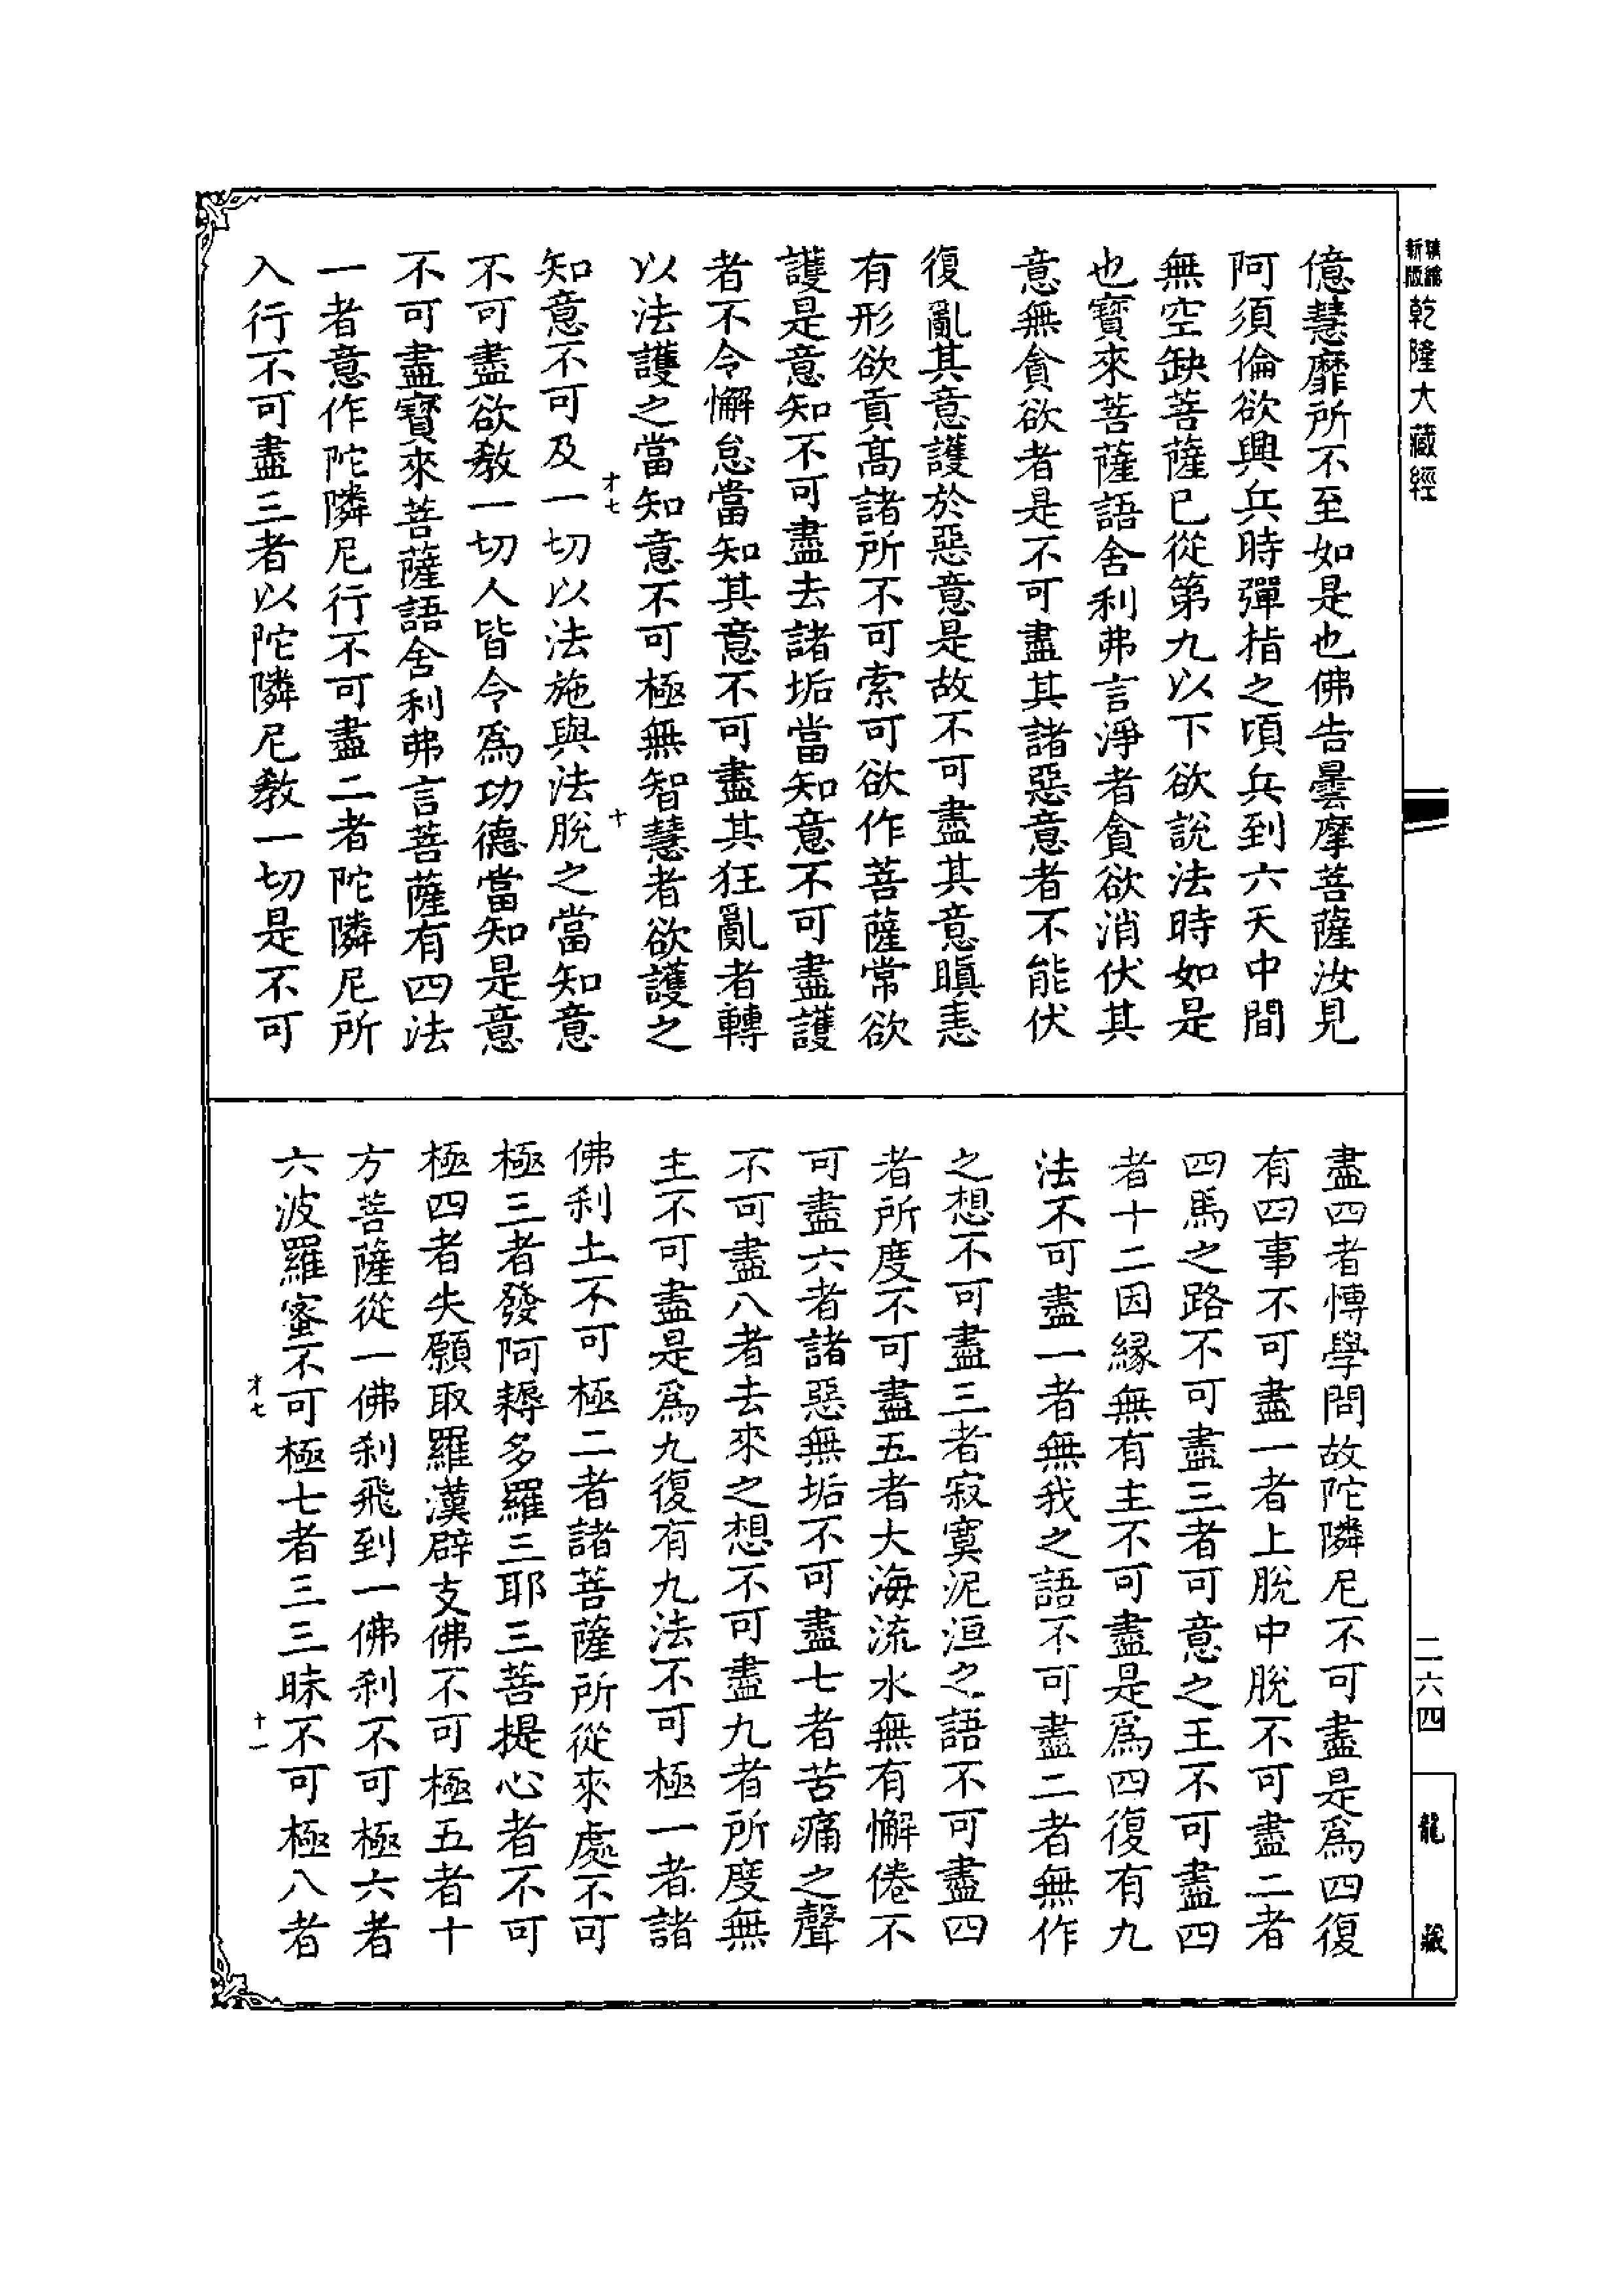 新版精縮乾隆大藏經
億慧靡所不至如是也佛告曇摩菩薩汝見
阿須倫欲興兵時彈指之頃兵到六天中間
無空缺菩薩已從第九以下欲說法時如是
也寶來菩薩語舍利弗言淨者貪欲消伏其
意無貪欲者是不可盡其諸惡意者不能伏
復亂其意護於惡意是故不可盡其意瞋恚
有形欲貢高諸所不可索可欲作菩薩常欲
護是意知不可盡去諸垢當知意不可盡護
者不令懈怠當知其意不可盡其狂亂者轉
以法護之當知意不可極無智慧者欲護之
才七 十
知意不可及一切以法施與法脫之當知意
不可盡欲教一切人皆令爲功德當知是意
不可盡寶來菩薩語舍利弗言菩薩有四法
一者意作陀隣尼行不可盡二者陀隣尼所
入行不可盡三者以陀隣尼教一切是不可
盡四者博學問故陀隣尼不可盡是爲四復
有四事不可盡一者上脫中脫不可盡二者
四馬之路不可盡三者可意之王不可盡四
者十二因緣無有主不可盡是爲四復有九
法不可盡一者無我之語不可盡二者無作
之想不可盡三者寂寞泥洹之語不可盡四
者所度不可盡五者大海流水無有懈倦不
可盡六者諸惡無垢不可盡七者苦痛之聲
不可盡八者去來之想不可盡九者所度無
主不可盡是爲九復有九法不可極一者諸
佛刹土不可極二者諸菩薩所從來處不可
極三者發阿耨多羅三耶三菩提心者不可
極四者失願取羅漢辟支佛不可極五者十
方菩薩從一佛刹飛到一佛刹不可極六者
六波羅蜜不可極七者三三昧不可極八者
才七 十一
二六四
龍藏